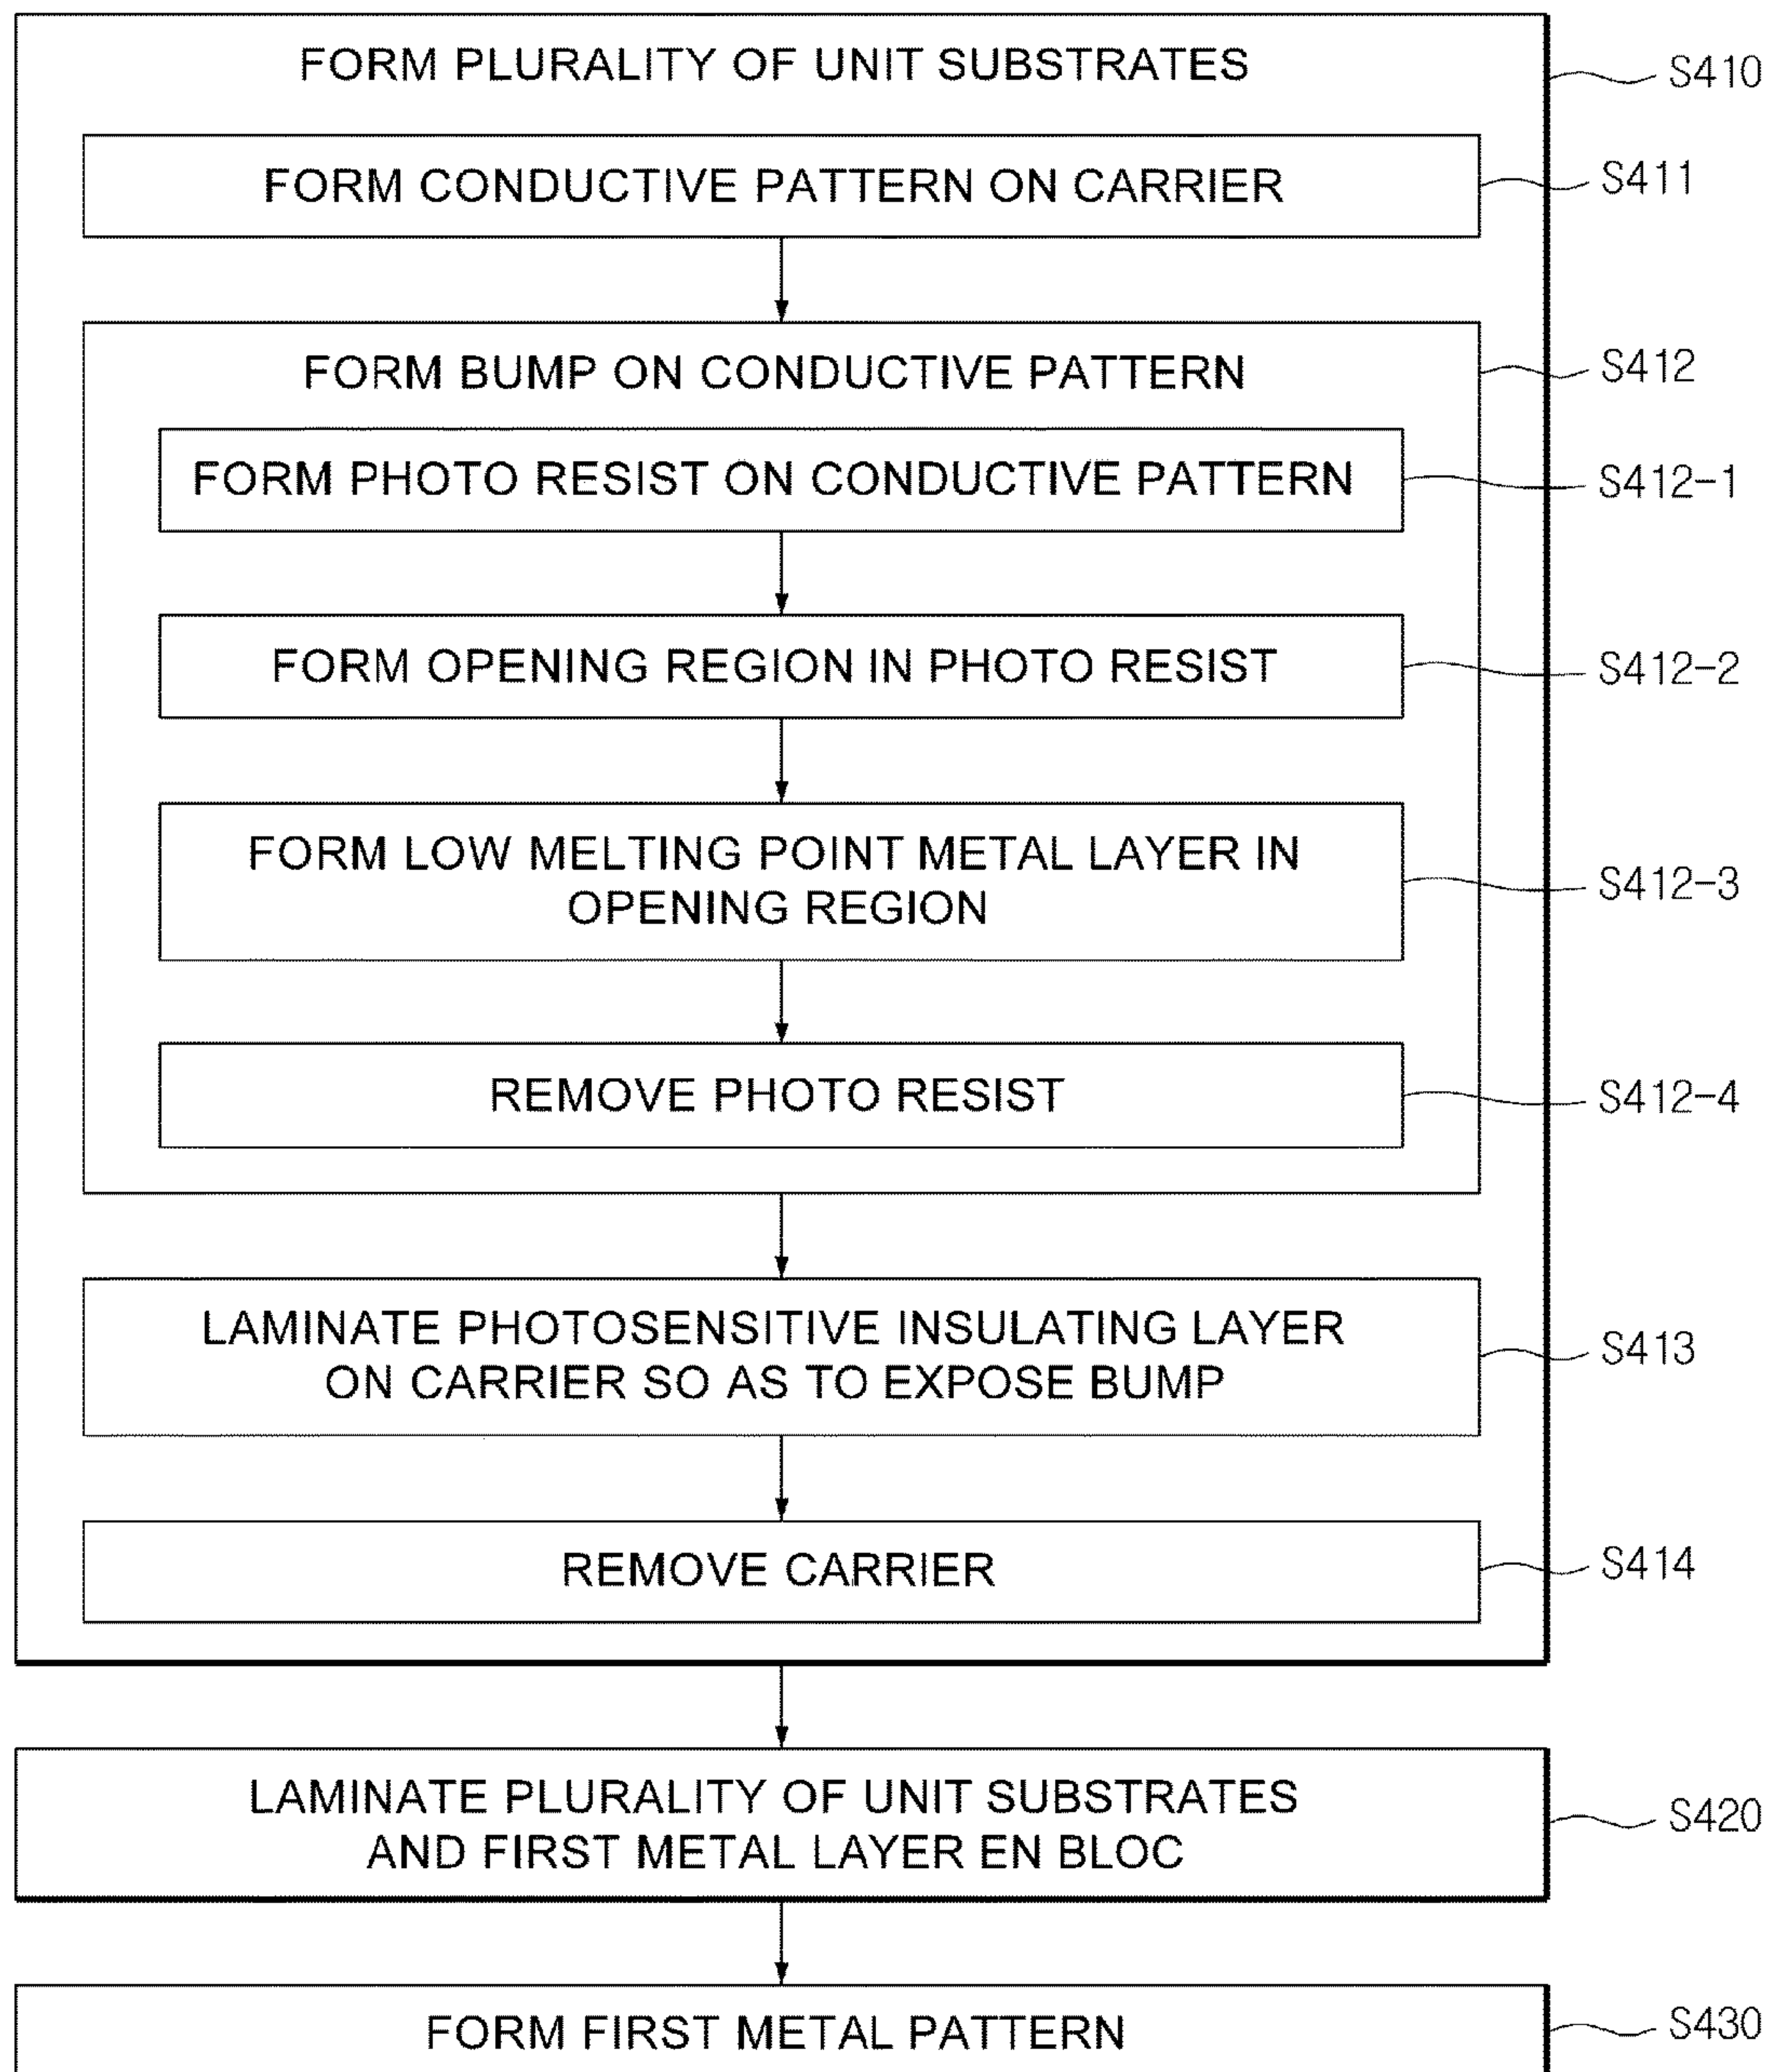 FORM PLURALITY OF UNIT SUBSTRATES
S410
FORM CONDUCTIVE PATTERN ON CARRIER
S411
FORM BUMP ON CONDUCTIVE PATTERN
S412
FORM PHOTO RESIST ON CONDUCTIVE PATTERN
S412-1
FORM OPENING REGION IN PHOTO RESIST
S412-2
FORM LOW MELTING POINT METAL LAYER IN
OPENING REGION
S412-3
REMOVE PHOTO RESIST
S412-4
LAMINATE PHOTOSENSITIVE INSULATING LAYER
ON CARRIER SO AS TO EXPOSE BUMP
S413
REMOVE CARRIER
S414
LAMINATE PLURALITY OF UNIT SUBSTRATES
AND FIRST METAL LAYER EN BLOC
S420
FORM FIRST METAL PATTERN
S430